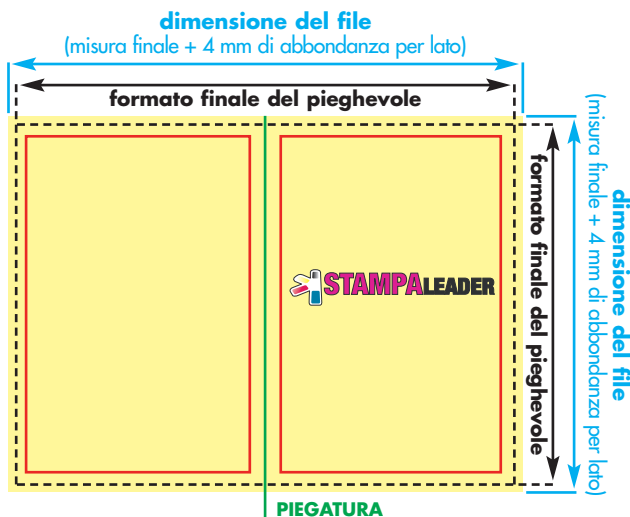 dimensione del file
(misura finale + 4 mm di abbondanza per lato)
formato finale del pieghevole
STAMPALEADER
formato finale del pieghevole
dimensione del file
(misura finale + 4 mm di abbondanza per lato)
PIEGATURA